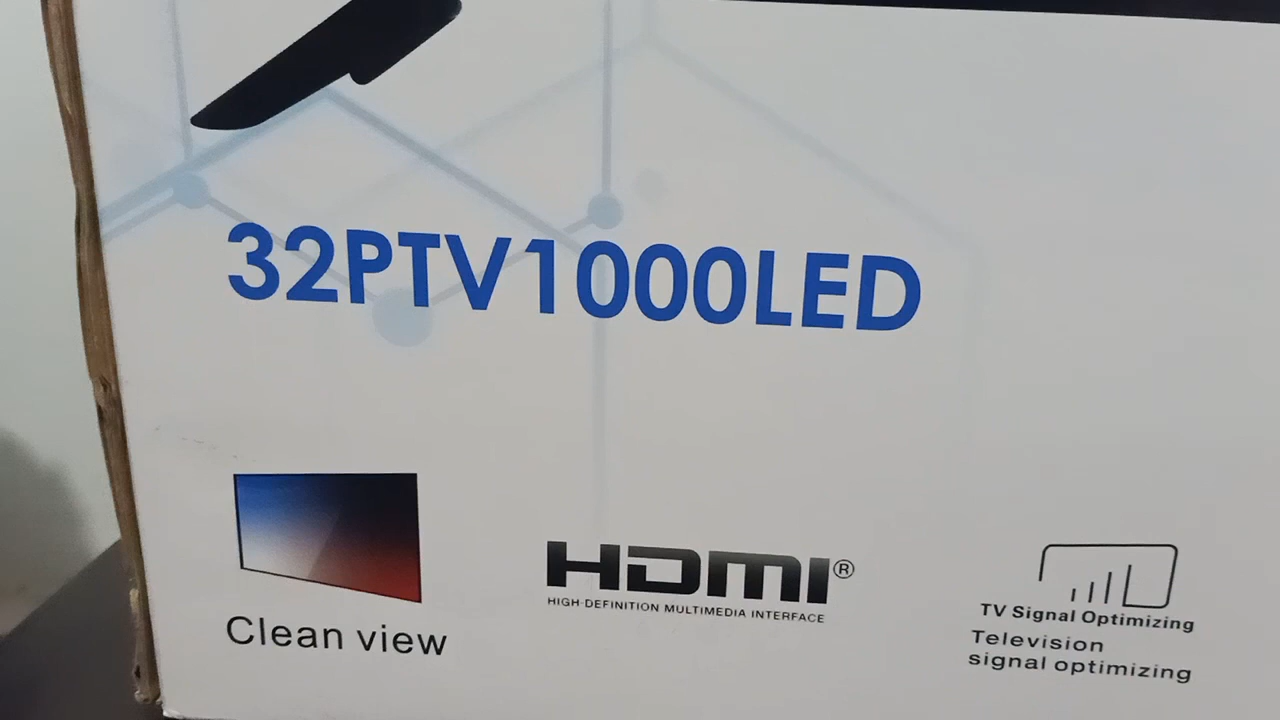 32PTV1000LED
Clean view
HDMI®
HIGH-DEFINITION MULTIMEDIA INTERFACE
TV Signal Optimizing
Television
signal optimizing